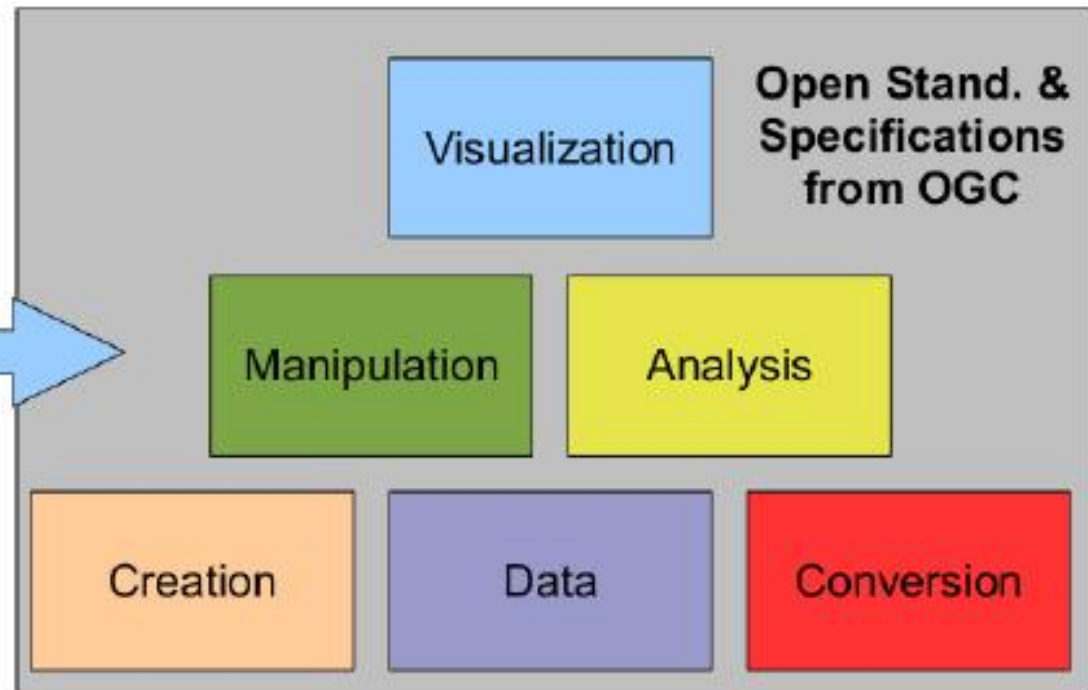 Visualization
Open Stand. &
Specifications
from OGC
Manipulation
Analysis
Creation
Data
Conversion